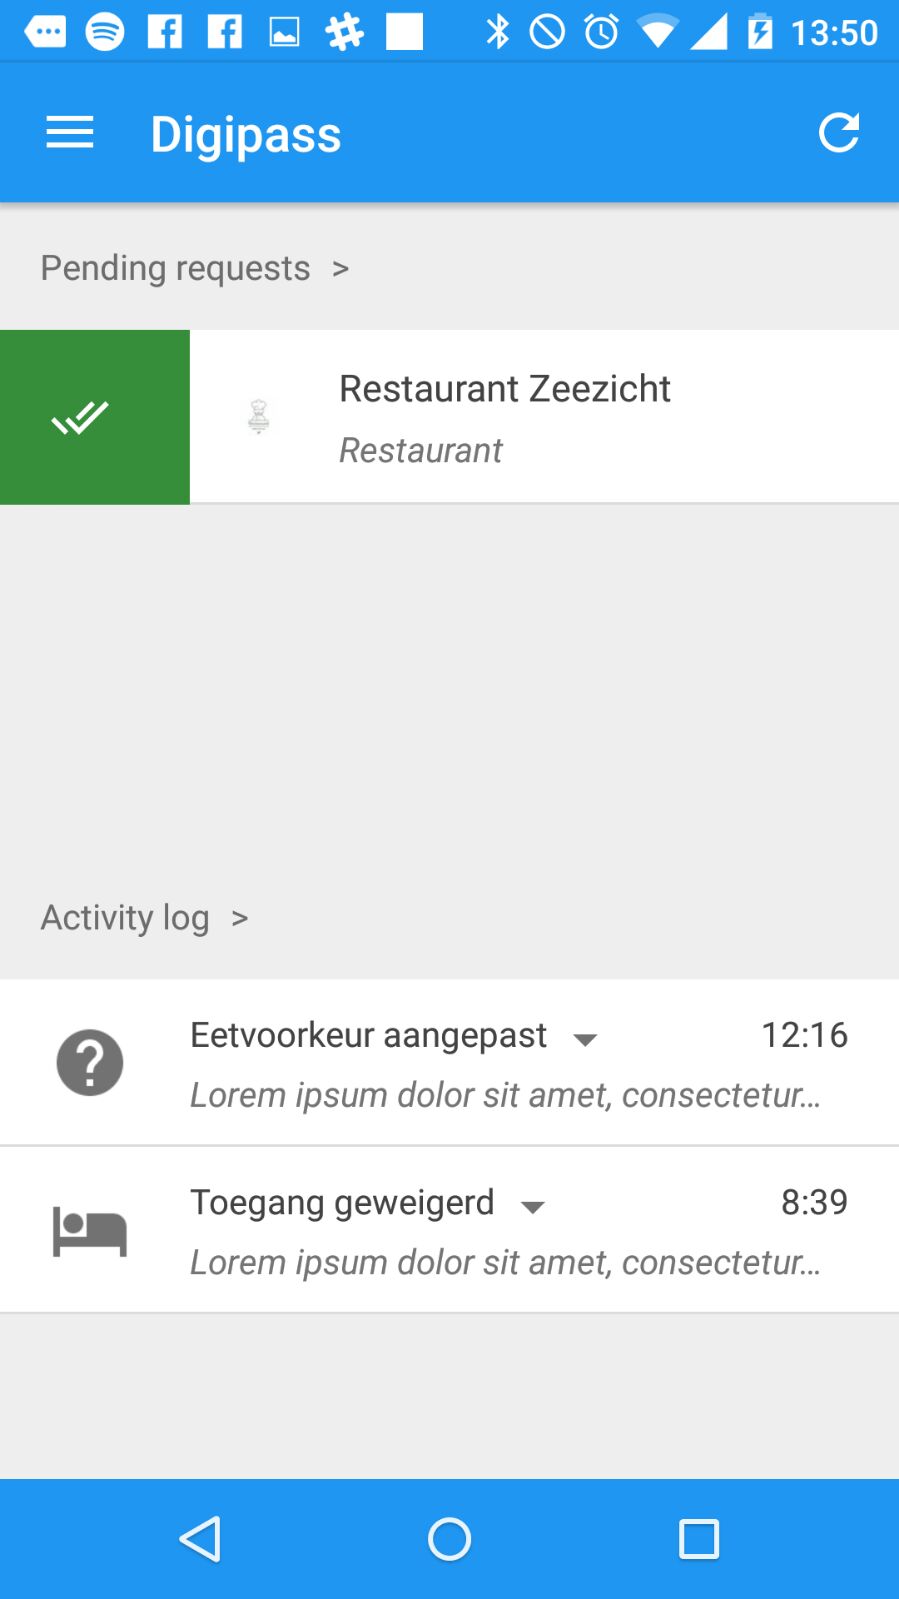 13:50
Digipass
Pending requests >
Restaurant Zeezicht
Restaurant
Activity log >
Eetvoorkeur aangepast 12:16
Lorem ipsum dolor sit amet, consectetur...
Toegang geweigerd 8:39
Lorem ipsum dolor sit amet, consectetur...